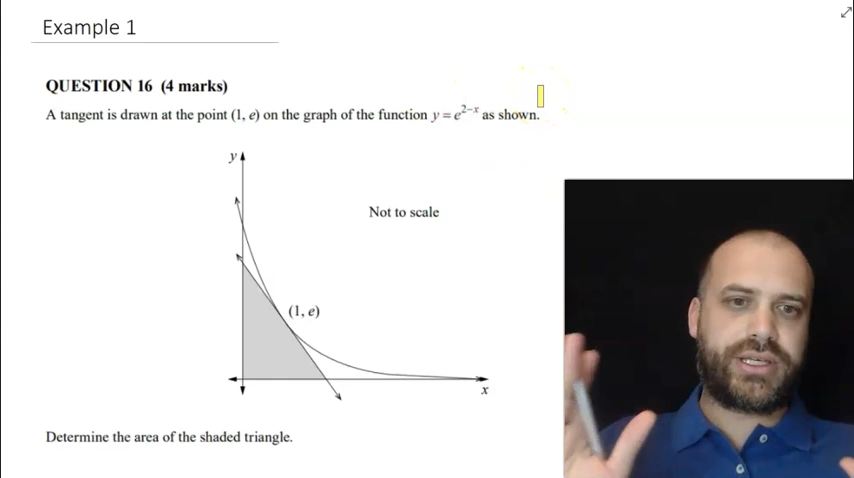 Example 1
QUESTION 16 (4 marks)
A tangent is drawn at the point (1, e) on the graph of the function y = e^{2−x} as shown.
y
Not to scale
(1, e)
x
Determine the area of the shaded triangle.